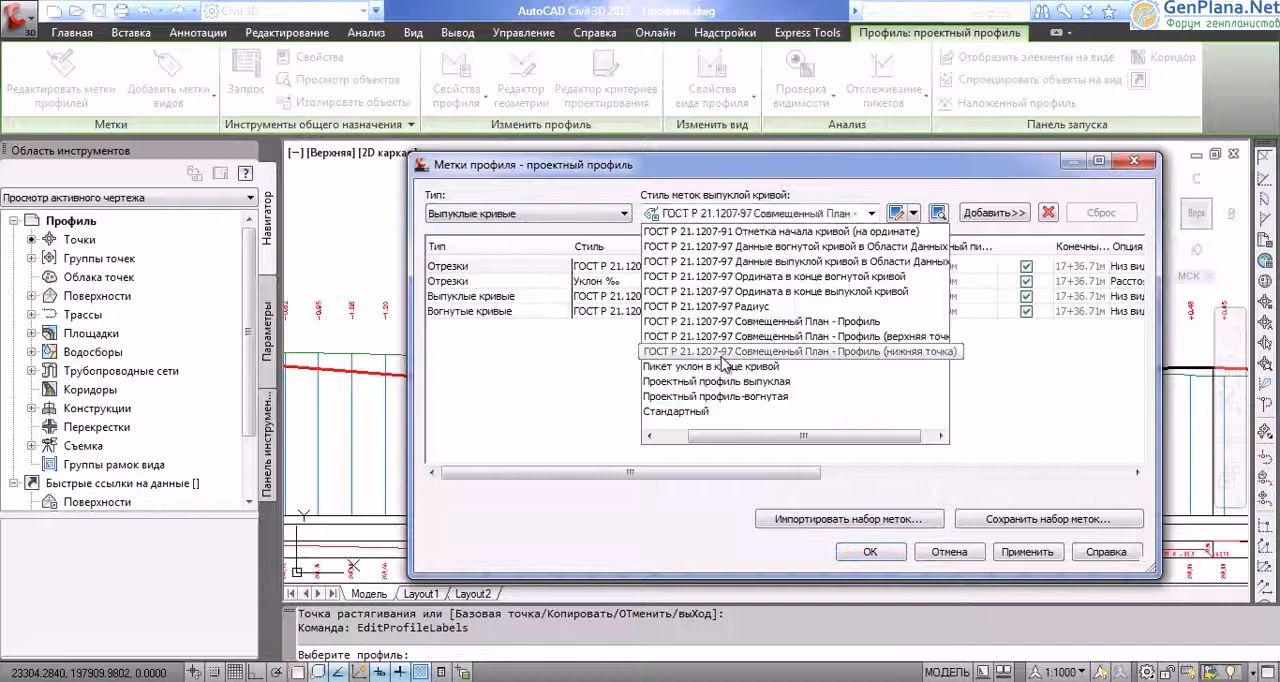 Civil 3D
AutoCAD Civil 3D
GenPlana.Net
Форум генпланистов
Главная Вставка Аннотации Редактирование Анализ Вид Вывод Управление Справка Онлайн Надстройки Express Tools Профиль: проектный профиль
Редактировать метки профилей
Добавить метки видов
Запрос
Свойства
Просмотр объектов
Изолировать объекты
Свойства профиля
Редактор геометрии
Редактор критериев проектирования
Свойства вида профиля
Проверка видимости
Отслеживание пикетов
Отобразить элементы на виде
Коридор
Спроецировать объекты на вид
Наложенный профиль
Метки Инструменты общего назначения Изменить профиль Изменить вид Анализ Панель запуска
Область инструментов
Просмотр активного чертежа
Профиль
Точки
Группы точек
Облака точек
Поверхности
Трассы
Площадки
Водосборы
Трубопроводные сети
Коридоры
Конструкции
Перекрестки
Съемка
Группы рамок вида
Быстрые ссылки на данные []
Поверхности
Навигатор
Параметры
Панель инструмен
[−] [Верхняя] [2D каркас
Метки профиля - проектный профиль
Тип:
Выпуклые кривые
Стиль меток выпуклой кривой:
ГОСТ Р 21.1207-97 Совмещенный План -
Добавить>>
Сброс
Тип Стиль Конечны... Опция
Отрезки ГОСТ Р 21.120 17+36.71м Низ вид
Отрезки Уклон ‰ 17+36.71м Расстоя
Выпуклые кривые ГОСТ Р 21.120 17+36.71м Низ вид
Вогнутые кривые ГОСТ Р 21.120 17+36.71м Низ вид
ГОСТ Р 21.1207-91 Отметка начала кривой (на ординате)
ГОСТ Р 21.1207-97 Данные вогнутой кривой в Области Данных
ГОСТ Р 21.1207-97 Данные выпуклой кривой в Области Данных
ГОСТ Р 21.1207-97 Ордината в конце вогнутой кривой
ГОСТ Р 21.1207-97 Ордината в конце выпуклой кривой
ГОСТ Р 21.1207-97 Радиус
ГОСТ Р 21.1207-97 Совмещенный План - Профиль
ГОСТ Р 21.1207-97 Совмещенный План - Профиль (верхняя точк
ГОСТ Р 21.1207-97 Совмещенный План - Профиль (нижняя точка)
Пикет уклон в конце кривой
Проектный профиль выпуклая
Проектный профиль-вогнутая
Стандартный
Импортировать набор меток...
Сохранить набор меток...
OK
Отмена
Применить
Справка
С
Верх
В
Ю
МСК
Модель Layout1 Layout2
Точка растягивания или [Базовая точка/Копировать/ОТменить/выХод]:
Команда: EditProfileLabels
Выберите профиль:
23304.2840, 197909.9802, 0.0000
МОДЕЛЬ
1:1000